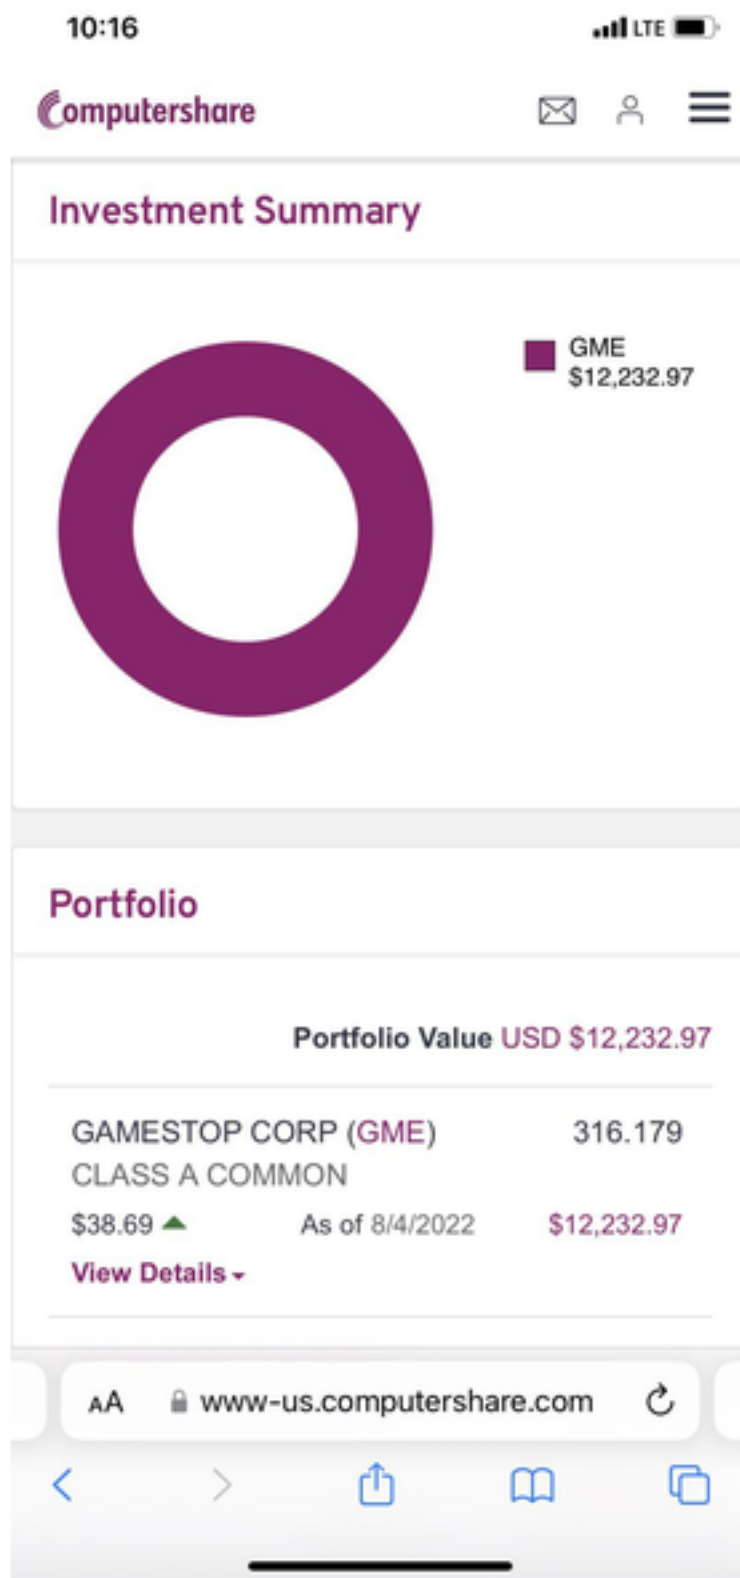 10:16
LTE
Computershare
Investment Summary
GME
$12,232.97
Portfolio
Portfolio Value USD $12,232.97
GAMESTOP CORP (GME) 316.179
CLASS A COMMON
$38.69 As of 8/4/2022 $12,232.97
View Details
AA www-us.computershare.com